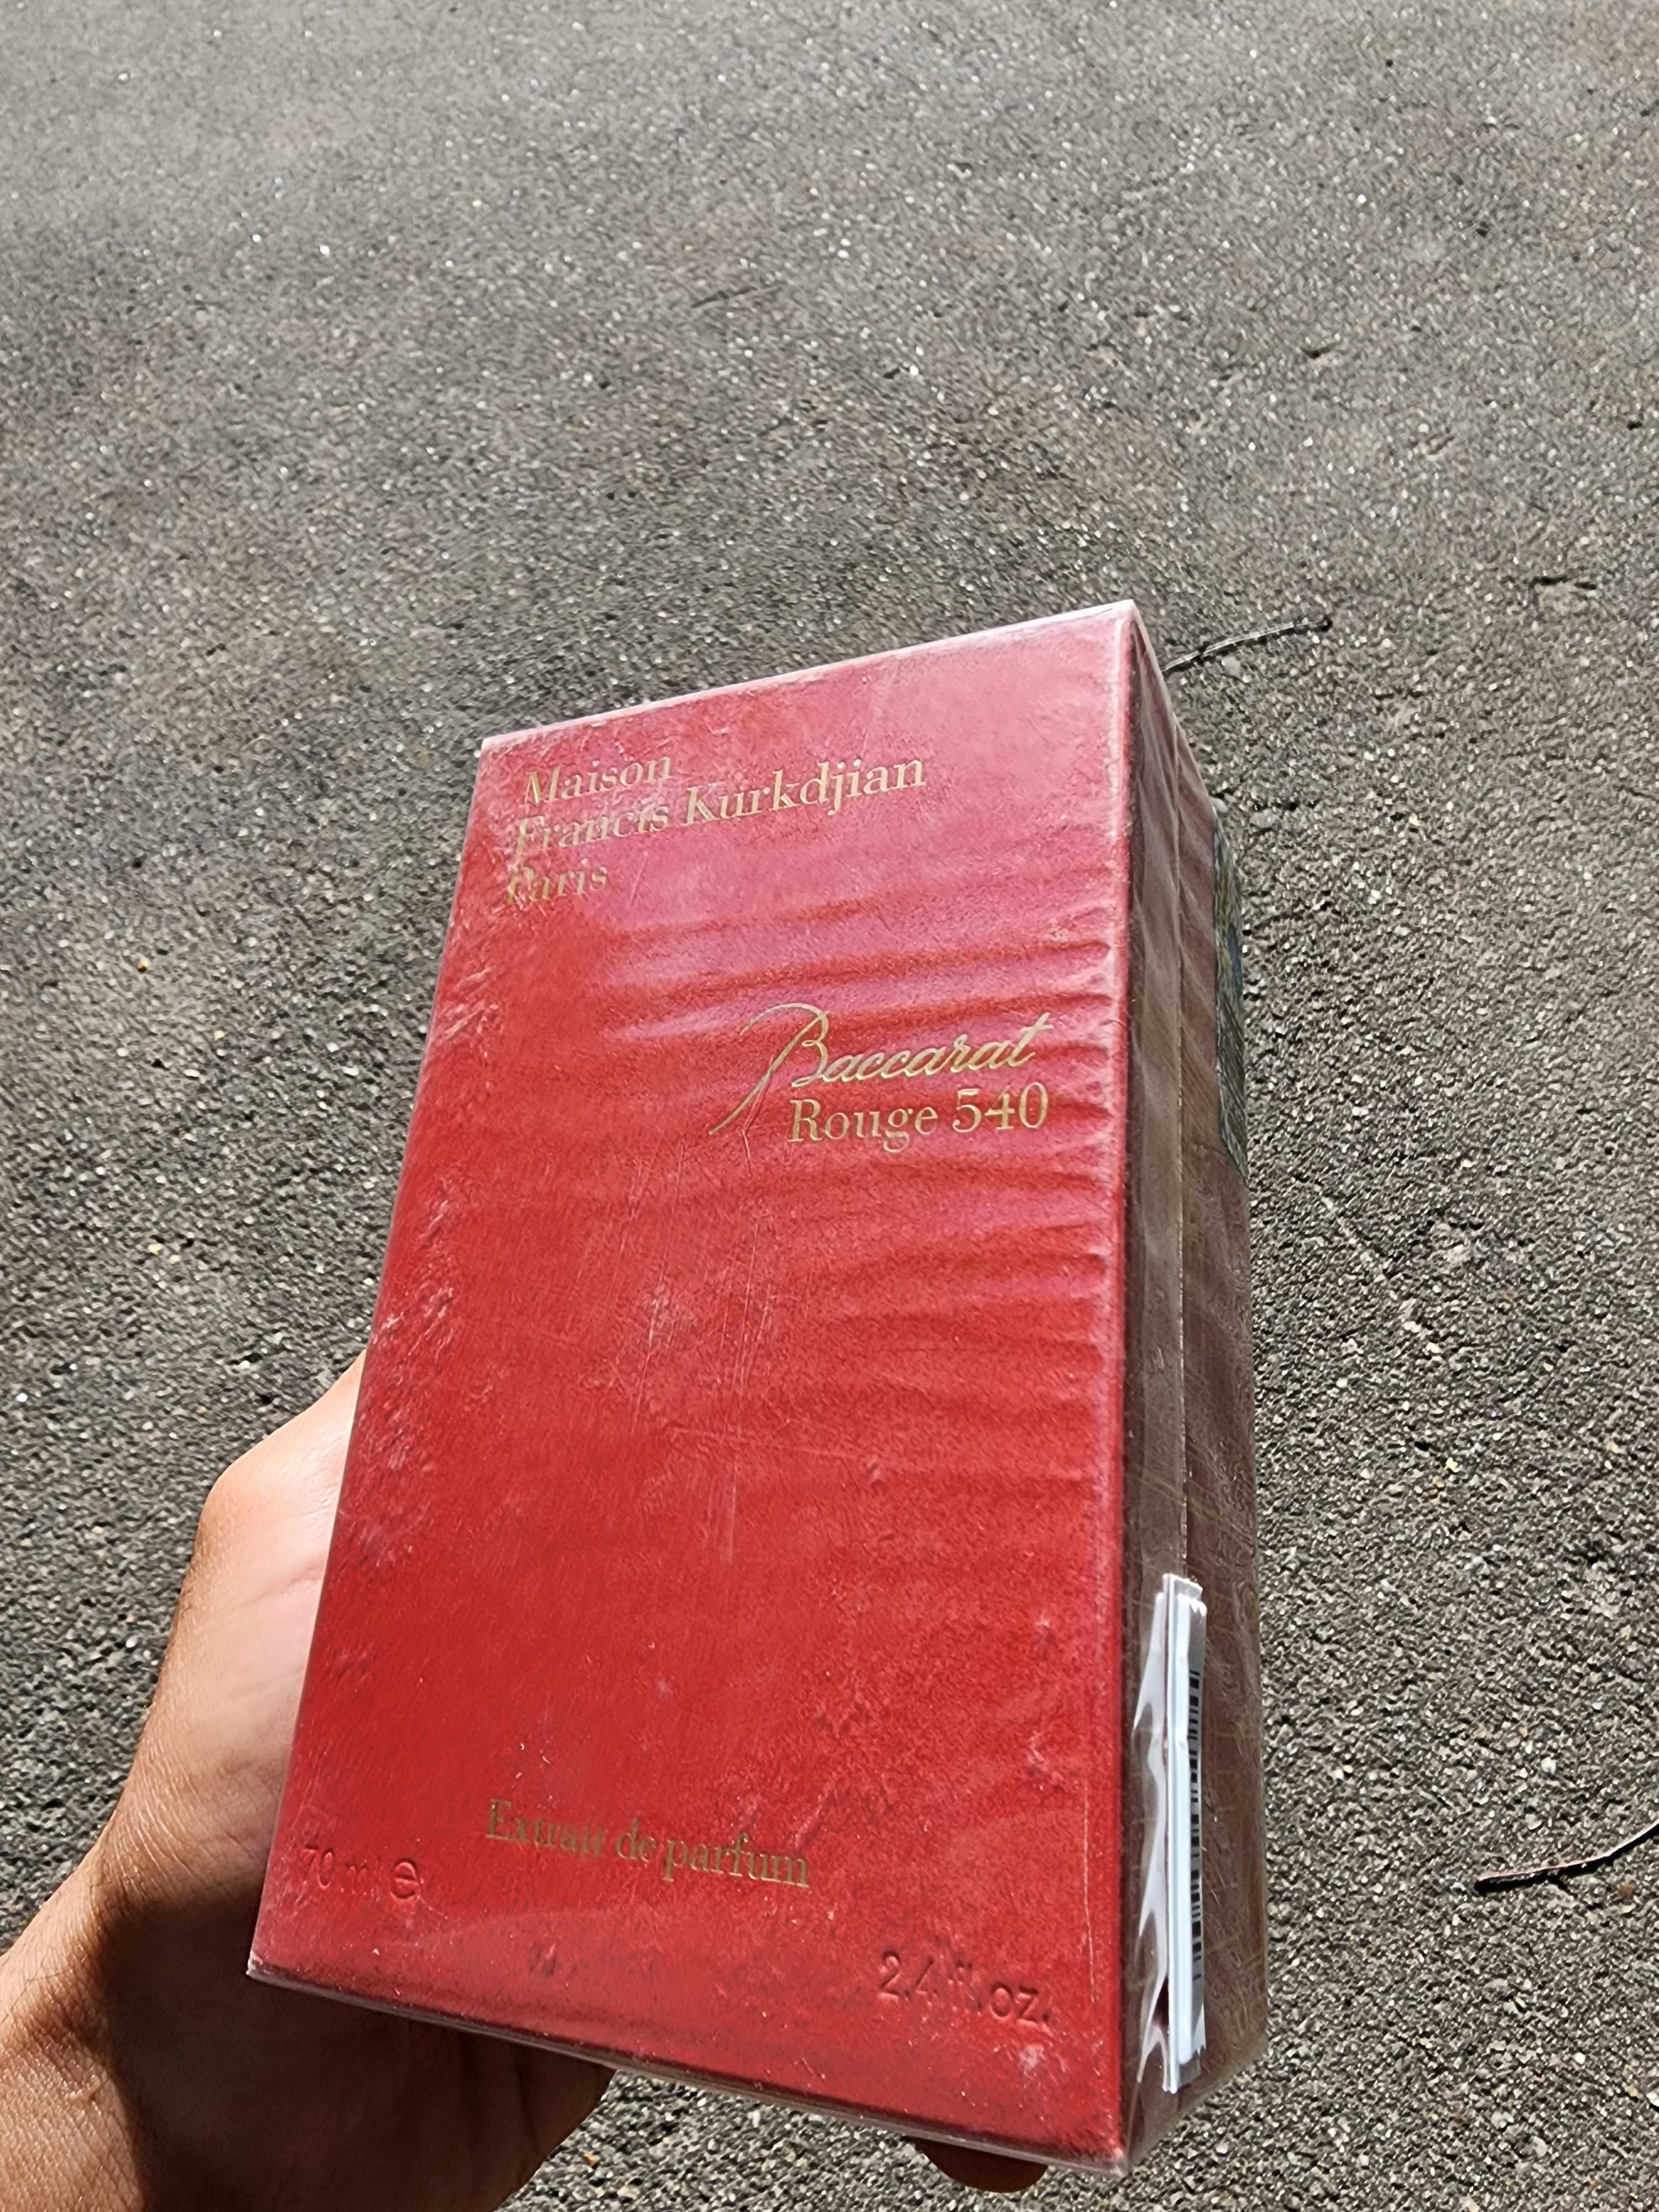 Maison
Francis Kurkdjian
Paris
Baccarat
Rouge 540
Extrait de parfum
70 ml ℮
2.4 fl.oz.